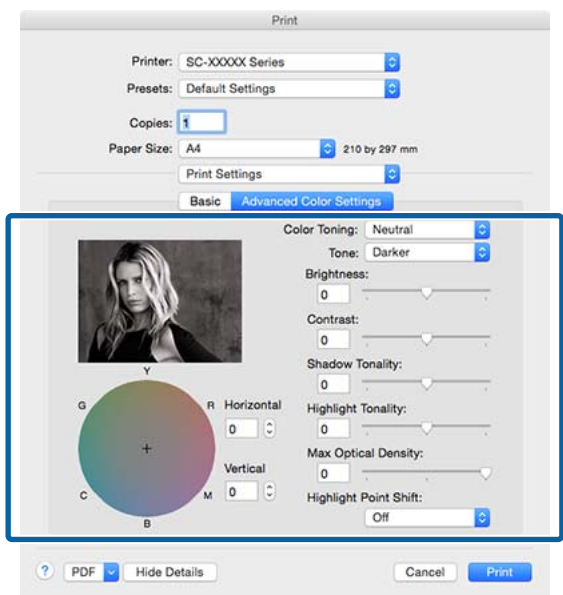 Print
Printer: SC-XXXXX Series
Presets: Default Settings
Copies: 1
Paper Size: A4 210 by 297 mm
Print Settings
Basic Advanced Color Settings
Color Toning: Neutral
Tone: Darker
Brightness:
0
Contrast:
0
Shadow Tonality:
0
Highlight Tonality:
0
Max Optical Density:
0
Highlight Point Shift:
Off
Y
G R
C M
B
Horizontal
0
Vertical
0
? PDF Hide Details Cancel Print